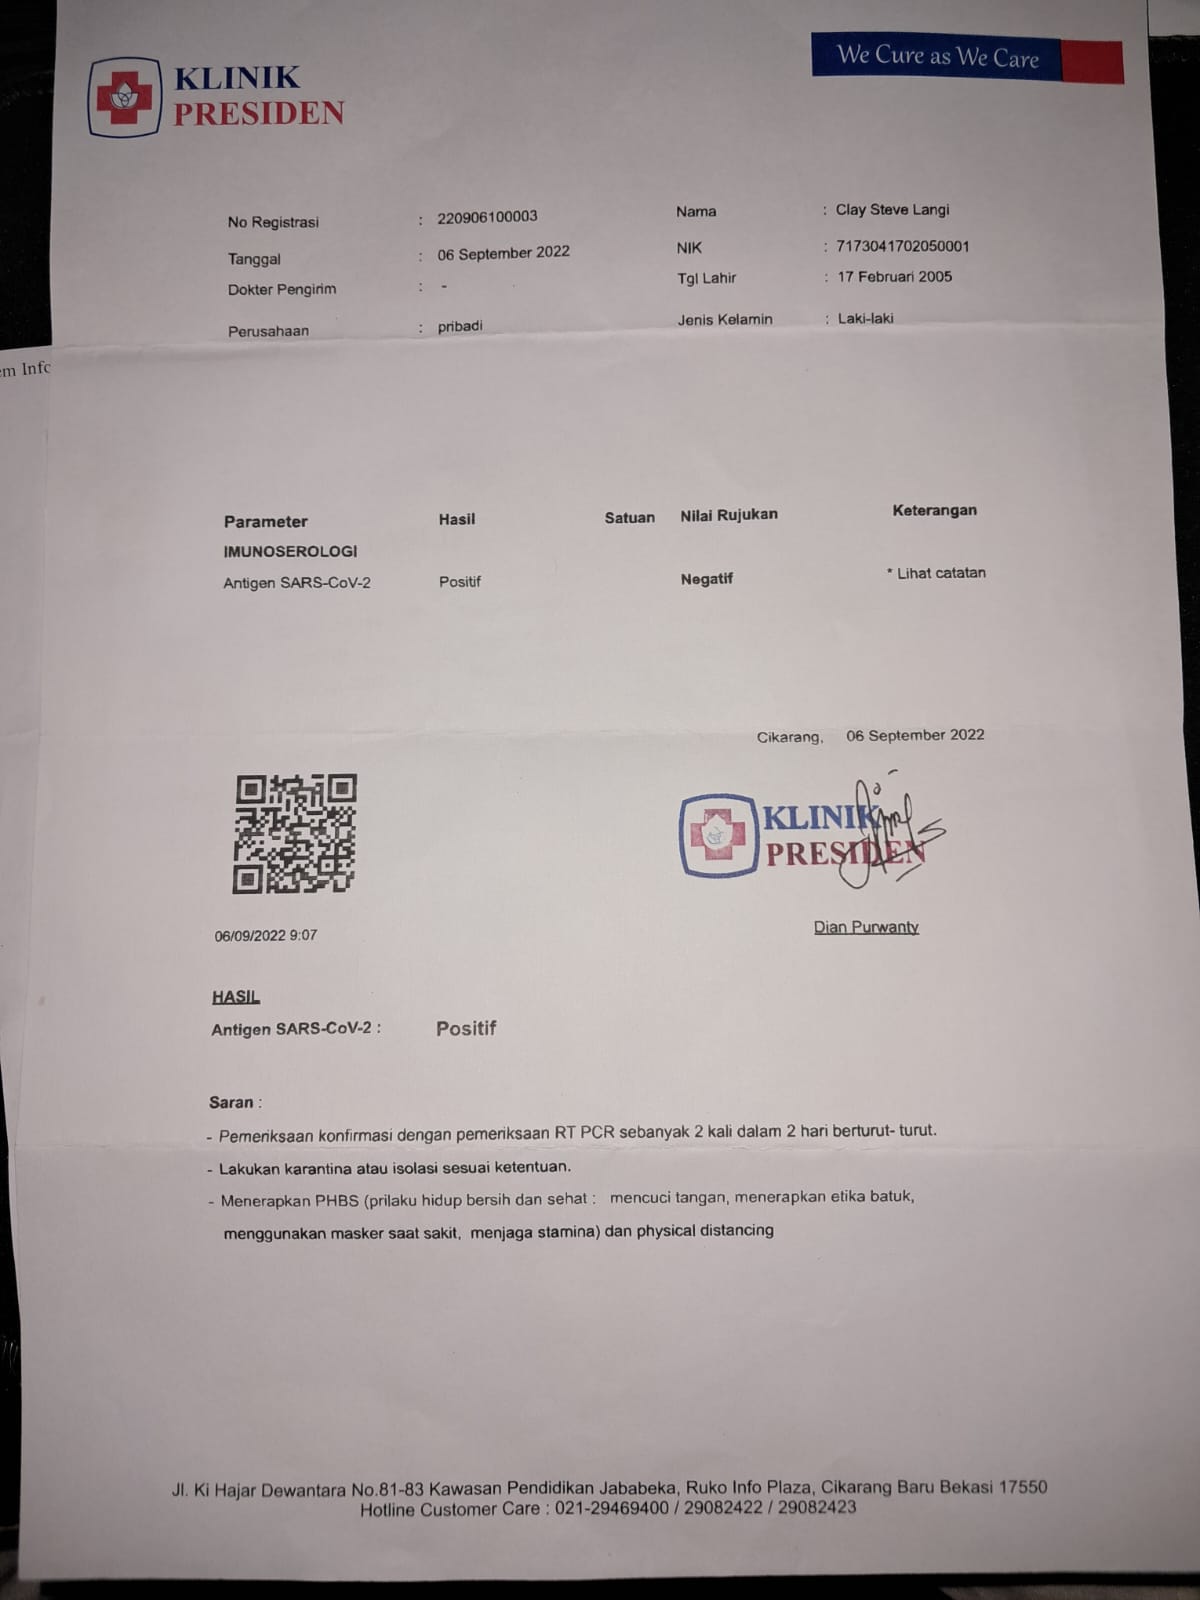 We Cure as We Care
KLINIK
PRESIDEN
No Registrasi : 220906100003
Nama : Clay Steve Langi
Tanggal : 06 September 2022
NIK : 7173041702050001
Dokter Pengirim : -
Tgl Lahir : 17 Februari 2005
Perusahaan : pribadi
Jenis Kelamin : Laki-laki
em Info
Parameter Hasil Satuan Nilai Rujukan Keterangan
IMUNOSEROLOGI
Antigen SARS-CoV-2 Positif Negatif * Lihat catatan
Cikarang, 06 September 2022
KLINIK
PRESIDEN
06/09/2022 9:07
Dian Purwanty
HASIL
Antigen SARS-CoV-2 : Positif
Saran :
- Pemeriksaan konfirmasi dengan pemeriksaan RT PCR sebanyak 2 kali dalam 2 hari berturut- turut.
- Lakukan karantina atau isolasi sesuai ketentuan.
- Menerapkan PHBS (prilaku hidup bersih dan sehat : mencuci tangan, menerapkan etika batuk,
menggunakan masker saat sakit, menjaga stamina) dan physical distancing
Jl. Ki Hajar Dewantara No.81-83 Kawasan Pendidikan Jababeka, Ruko Info Plaza, Cikarang Baru Bekasi 17550
Hotline Customer Care : 021-29469400 / 29082422 / 29082423